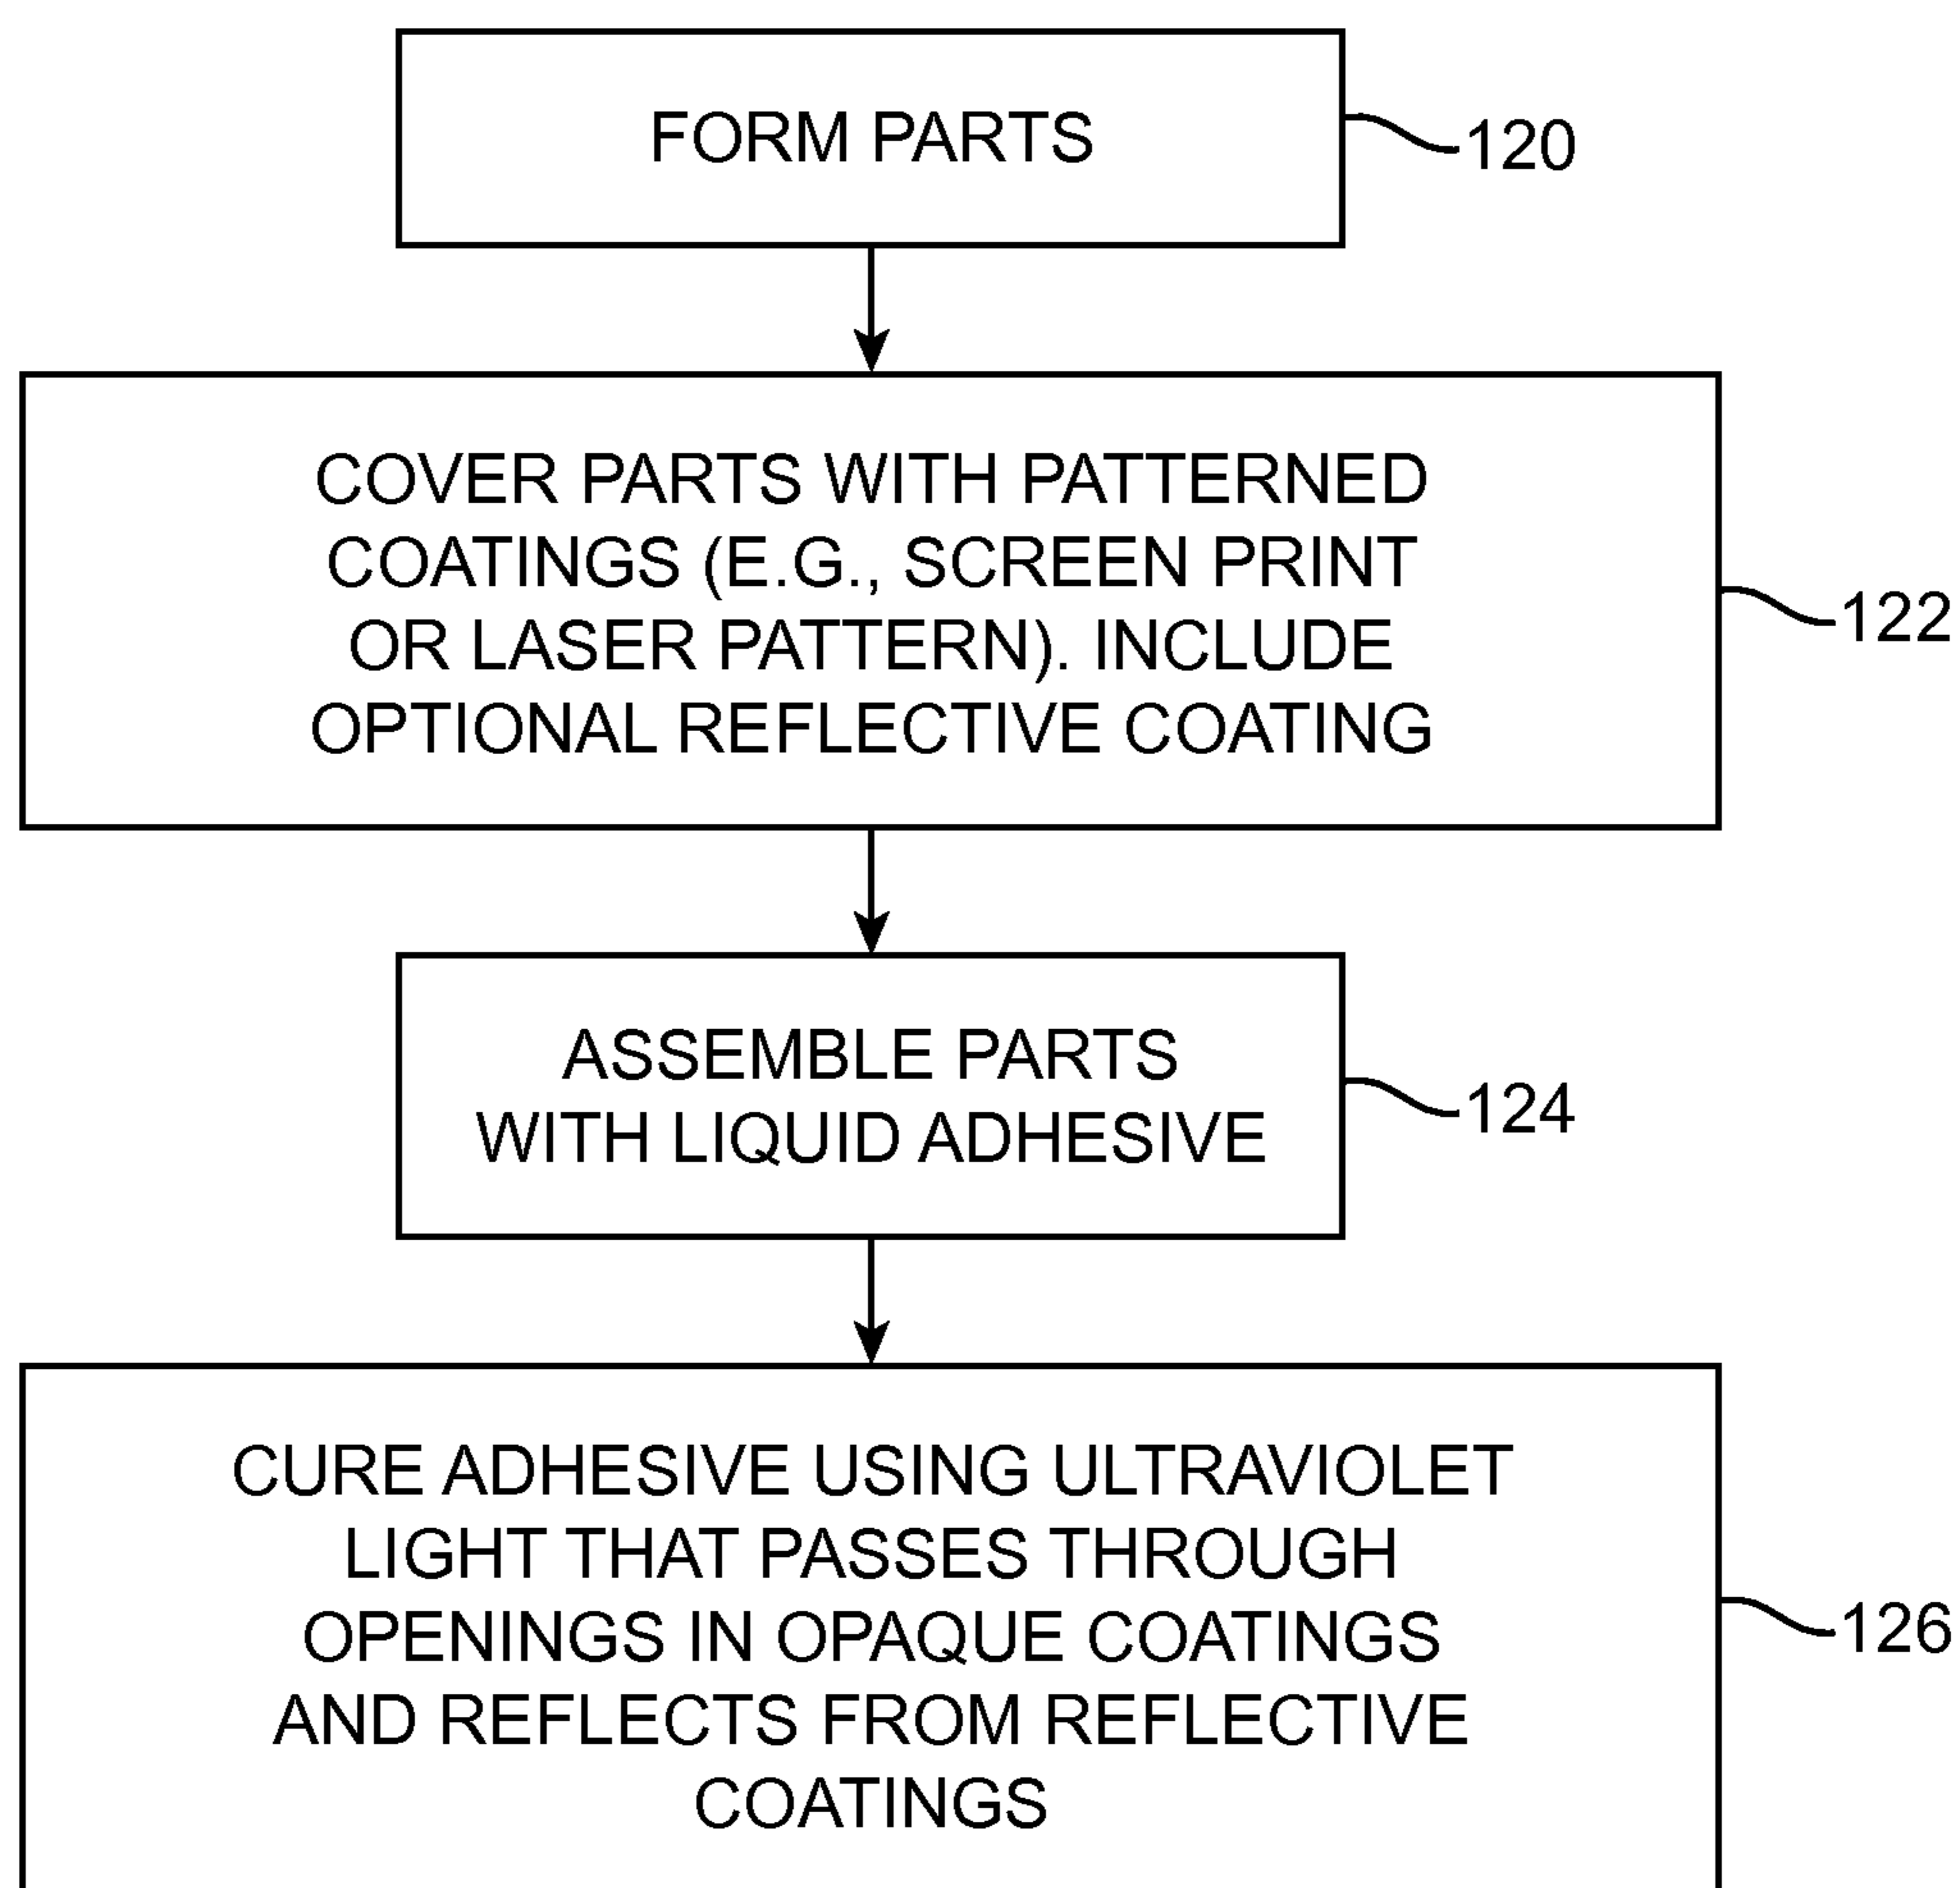 FORM PARTS
120
COVER PARTS WITH PATTERNED
COATINGS (E.G., SCREEN PRINT
OR LASER PATTERN). INCLUDE
OPTIONAL REFLECTIVE COATING
122
ASSEMBLE PARTS
WITH LIQUID ADHESIVE
124
CURE ADHESIVE USING ULTRAVIOLET
LIGHT THAT PASSES THROUGH
OPENINGS IN OPAQUE COATINGS
AND REFLECTS FROM REFLECTIVE
COATINGS
126